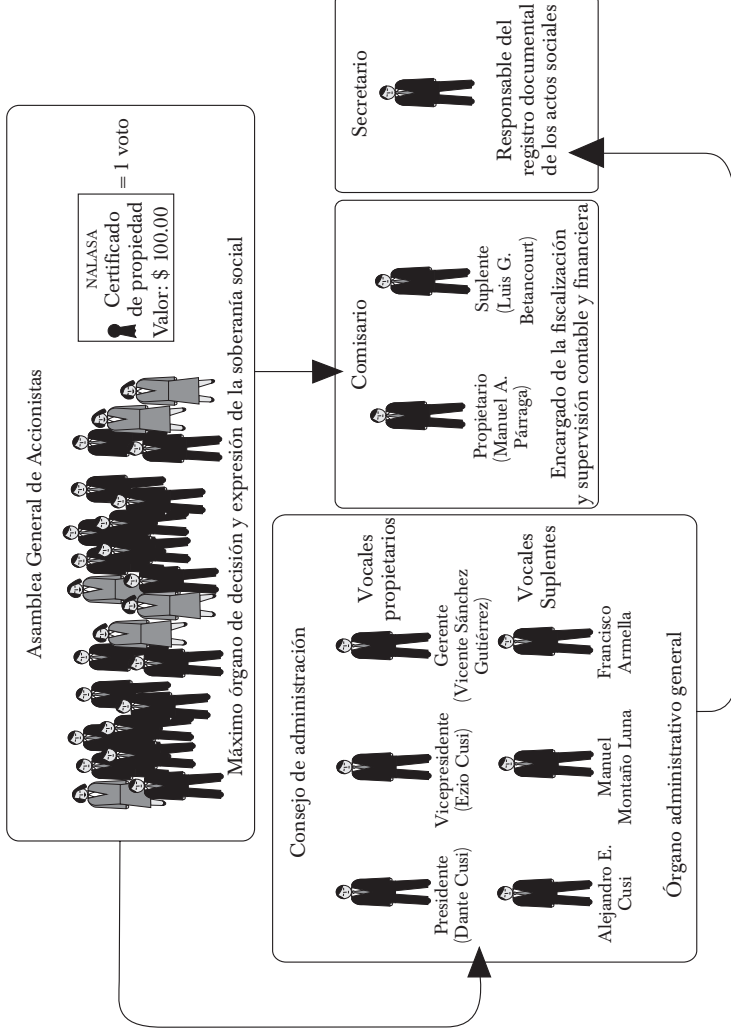 Asamblea General de Accionistas
NALASA
Certificado
de propiedad
Valor: $ 100.00
= 1 voto
Máximo órgano de decisión y expresión de la soberanía social
Consejo de administración
Presidente
(Dante Cusi)
Vicepresidente
(Ezio Cusi)
Gerente
(Vicente Sánchez
Gutiérrez)
Vocales
propietarios
Alejandro E.
Cusi
Manuel
Montaño Luna
Francisco
Armella
Vocales
Suplentes
Órgano administrativo general
Comisario
Propietario
(Manuel A.
Párraga)
Suplente
(Luis G.
Betancourt)
Encargado de la fiscalización
y supervisión contable y financiera
Secretario
Responsable del
registro documental
de los actos sociales